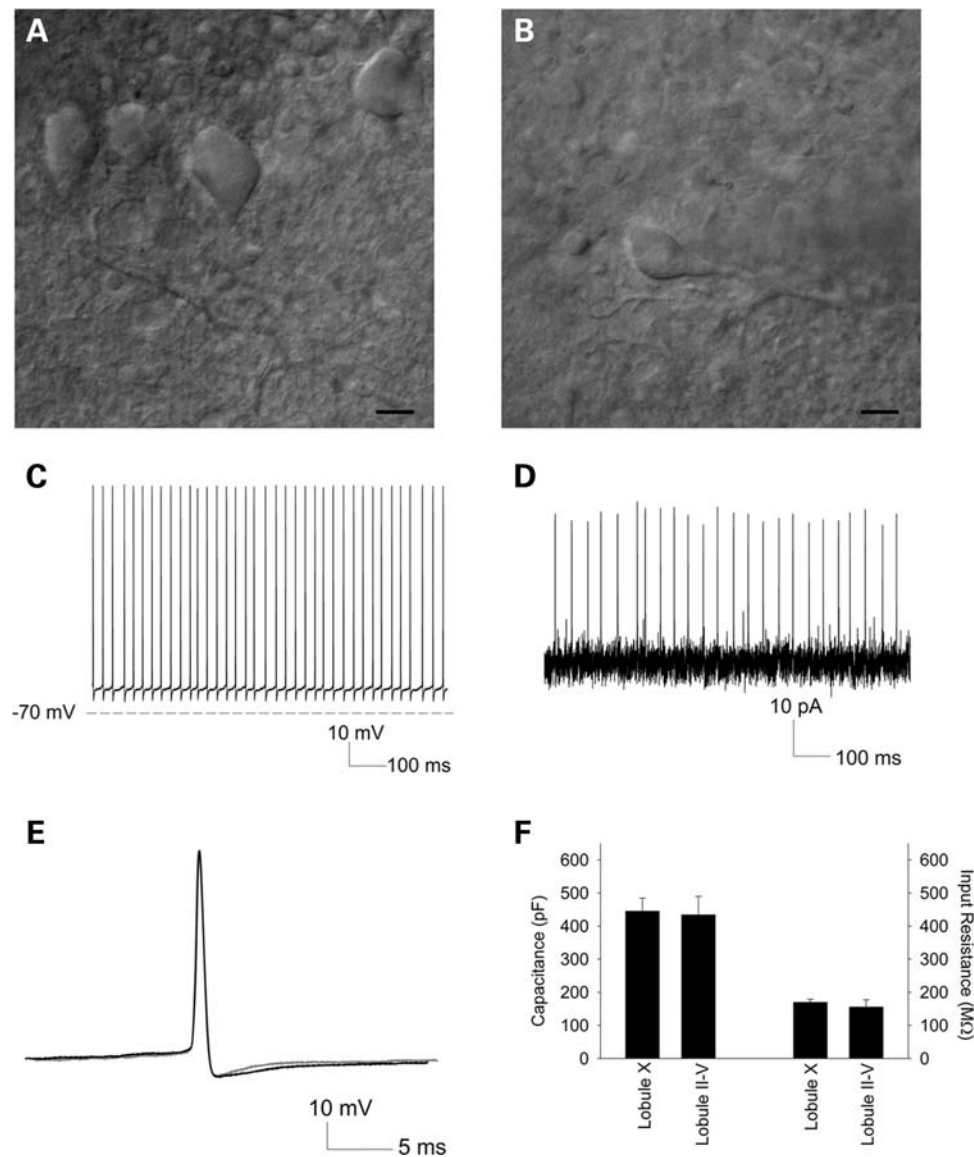 A
B
C
-70 mV
10 mV
100 ms
D
10 pA
100 ms
E
10 mV
5 ms
F
Capacitance (pF)
600
500
400
300
200
100
0
Lobule X
Lobule II-V
Lobule X
Lobule II-V
600
500
400
300
200
100
0
Input Resistance (MΩ)